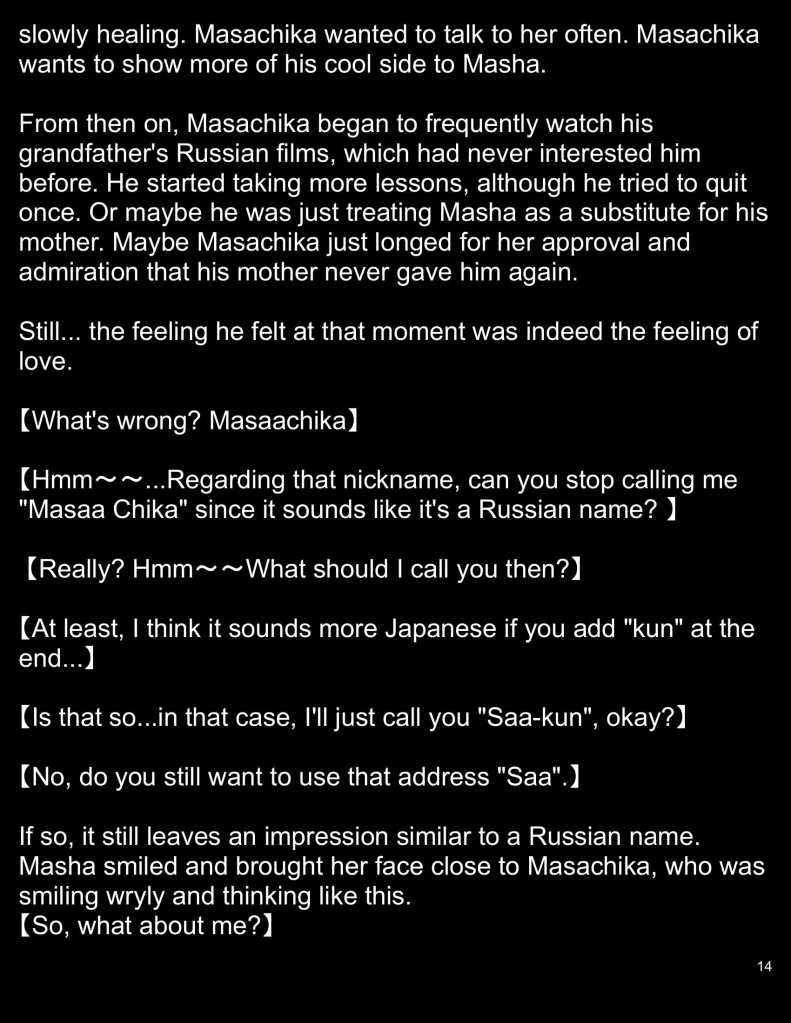 slowly healing. Masachika wanted to talk to her often. Masachika
wants to show more of his cool side to Masha.
From then on, Masachika began to frequently watch his
grandfather's Russian films, which had never interested him
before. He started taking more lessons, although he tried to quit
once. Or maybe he was just treating Masha as a substitute for his
mother. Maybe Masachika just longed for her approval and
admiration that his mother never gave him again.
Still... the feeling he felt at that moment was indeed the feeling of
love.
【What's wrong? Masaachika】
【Hmm～～...Regarding that nickname, can you stop calling me
"Masaa Chika" since it sounds like it's a Russian name? 】
【Really? Hmm～～What should I call you then?】
【At least, I think it sounds more Japanese if you add "kun" at the
end...】
【Is that so...in that case, I'll just call you "Saa-kun", okay?】
【No, do you still want to use that address "Saa".】
If so, it still leaves an impression similar to a Russian name.
Masha smiled and brought her face close to Masachika, who was
smiling wryly and thinking like this.
【So, what about me?】
14